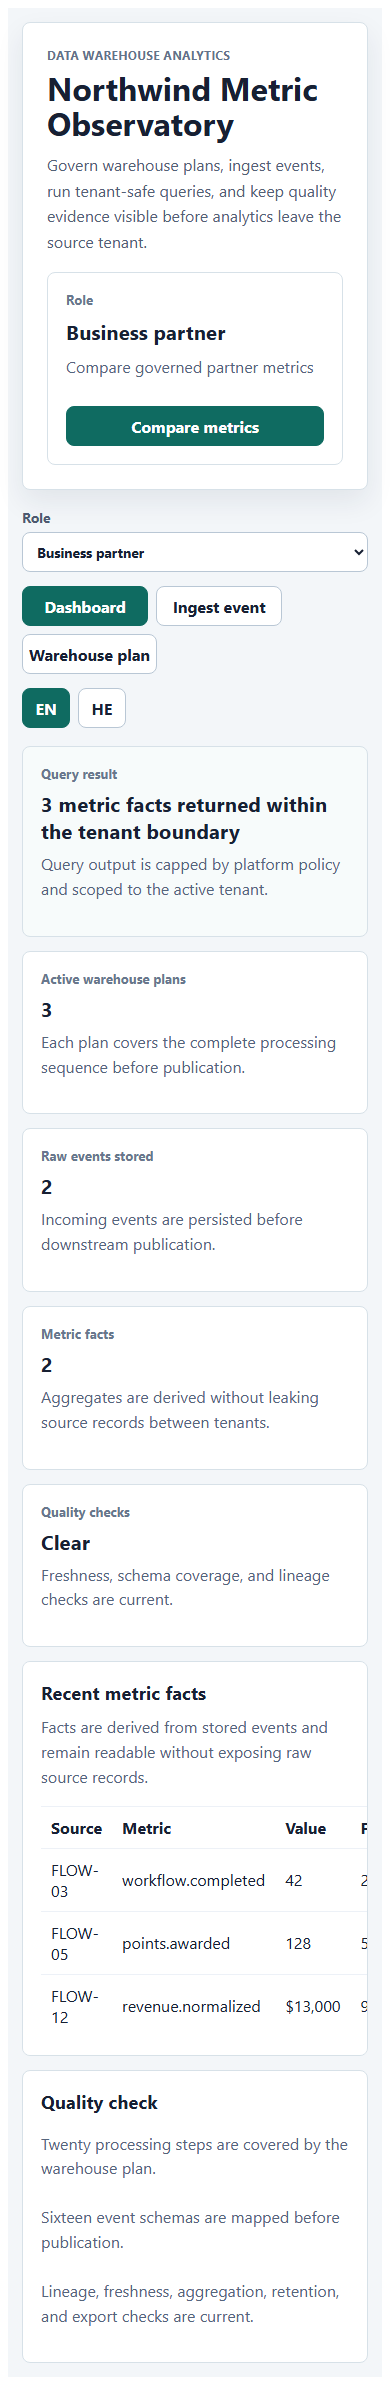 DATA WAREHOUSE ANALYTICS
Northwind Metric
Observatory
Govern warehouse plans, ingest events,
run tenant-safe queries, and keep quality
evidence visible before analytics leave the
source tenant.
Role
Business partner
Compare governed partner metrics
Compare metrics
Role
Business partner
Dashboard
Ingest event
Warehouse plan
EN
HE
Query result
3 metric facts returned within
the tenant boundary
Query output is capped by platform policy
and scoped to the active tenant.
Active warehouse plans
3
Each plan covers the complete processing
sequence before publication.
Raw events stored
2
Incoming events are persisted before
downstream publication.
Metric facts
2
Aggregates are derived without leaking
source records between tenants.
Quality checks
Clear
Freshness, schema coverage, and lineage
checks are current.
Recent metric facts
Facts are derived from stored events and
remain readable without exposing raw
source records.
Source Metric Value
FLOW-
03
workflow.completed 42 2
FLOW-
05
points.awarded 128 5
FLOW-
12
revenue.normalized $13,000 9
Quality check
Twenty processing steps are covered by the
warehouse plan.
Sixteen event schemas are mapped before
publication.
Lineage, freshness, aggregation, retention,
and export checks are current.